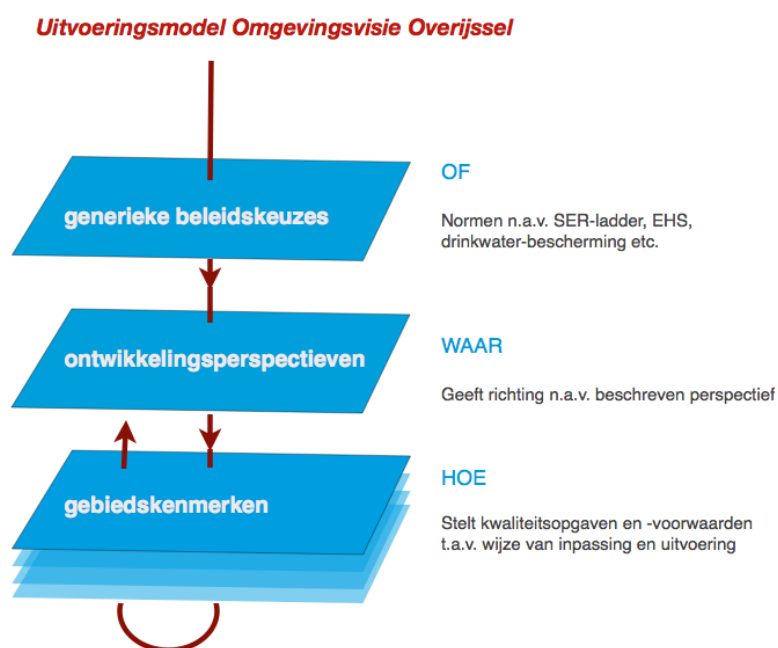 Uitvoeringsmodel Omgevingsvisie Overijssel
generieke beleidskeuzes
OF
Normen n.a.v. SER-ladder, EHS,
drinkwater-bescherming etc.
ontwikkelingsperspectieven
WAAR
Geeft richting n.a.v. beschreven perspectief
gebiedskenmerken
HOE
Stelt kwaliteitsopgaven en -voorwaarden
t.a.v. wijze van inpassing en uitvoering